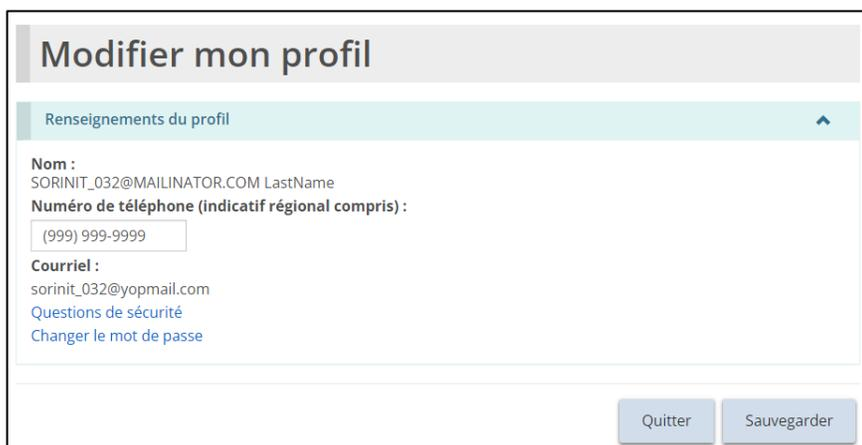 Modifier mon profil
Renseignements du profil
Nom :
SORINIT_032@MAILINATOR.COM LastName
Numéro de téléphone (indicatif régional compris) :
(999) 999-9999
Courriel :
sorinit_032@yopmail.com
Questions de sécurité
Changer le mot de passe
Quitter Sauvegarder